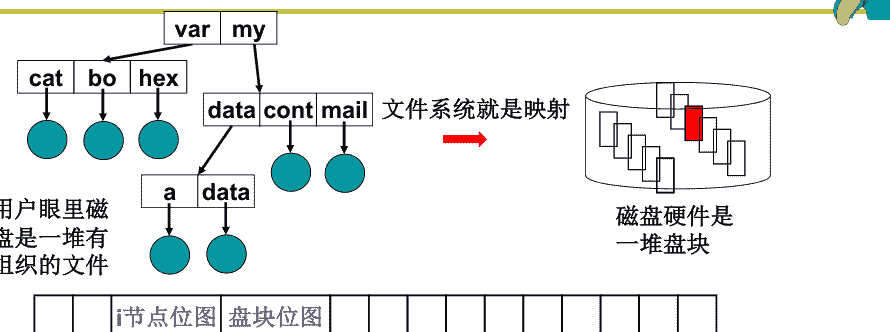 var my
cat bo hex
data cont mail
文件系统就是映射
a data
用户眼里磁
盘是一堆有
组织的文件
磁盘硬件是
一堆盘块
i节点位图 盘块位图